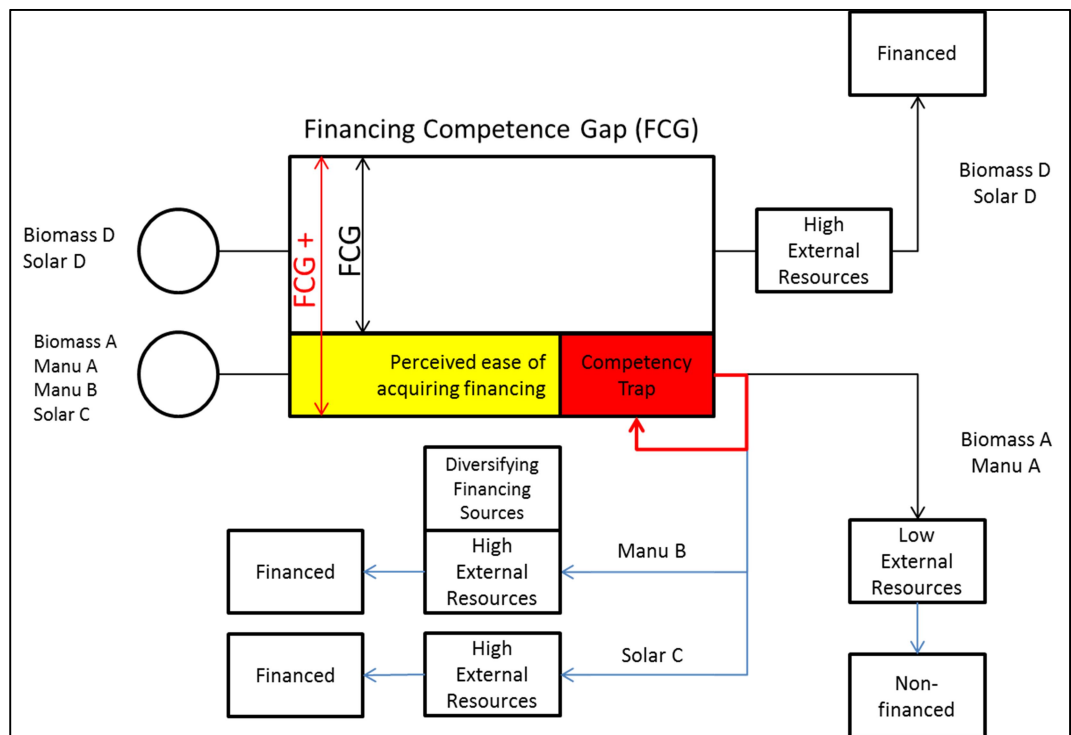 Financed
Financing Competence Gap (FCG)
Biomass D
Solar D
High
External
Resources
Biomass D
Solar D
FCG +
FCG
Biomass A
Manu A
Manu B
Solar C
Perceived ease of
acquiring financing
Competency
Trap
Biomass A
Manu A
Diversifying
Financing
Sources
Financed
High
External
Resources
Manu B
Low
External
Resources
Financed
High
External
Resources
Solar C
Non-
financed